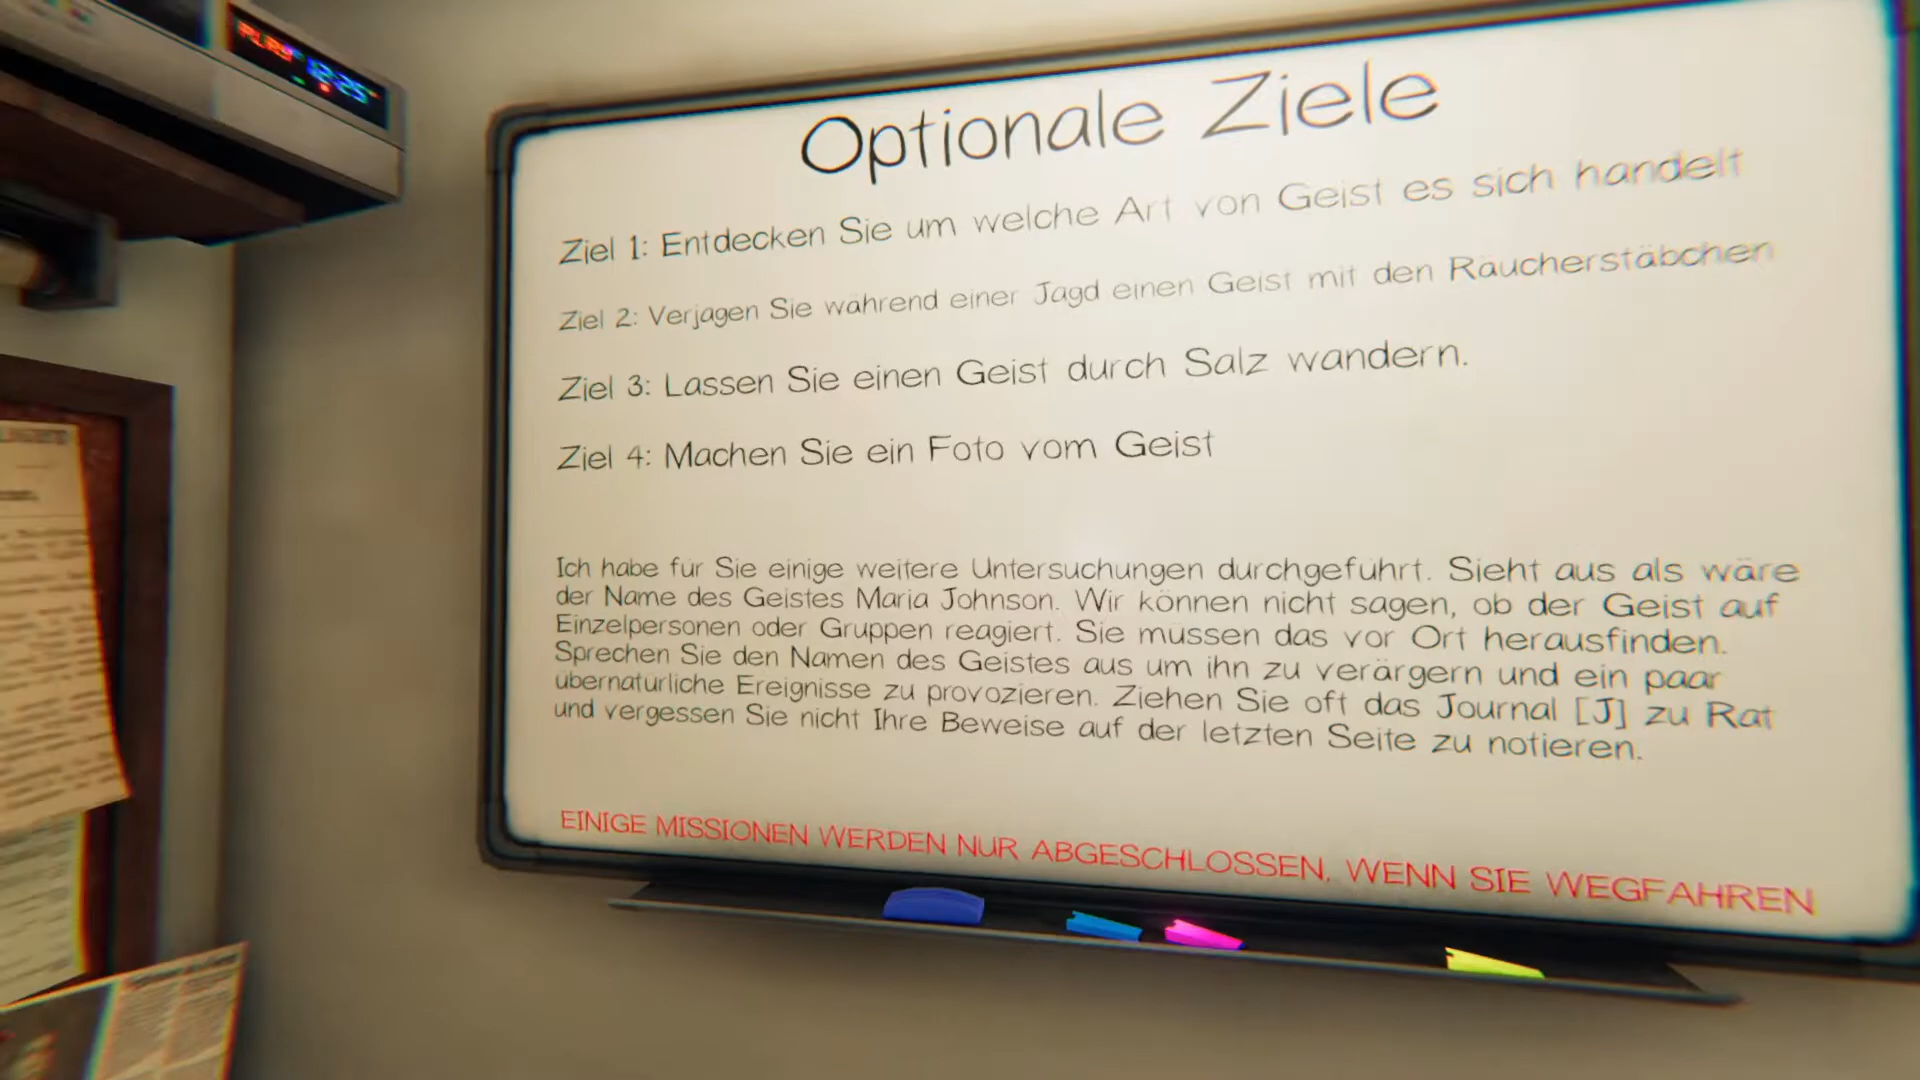 PLAY
12:25
Optionale Ziele
Ziel 1: Entdecken Sie um welche Art von Geist es sich handelt
Ziel 2: Verjagen Sie während einer Jagd einen Geist mit den Räucherstäbchen
Ziel 3: Lassen Sie einen Geist durch Salz wandern.
Ziel 4: Machen Sie ein Foto vom Geist
Ich habe für Sie einige weitere Untersuchungen durchgeführt. Sieht aus als wäre
der Name des Geistes Maria Johnson. Wir können nicht sagen, ob der Geist auf
Einzelpersonen oder Gruppen reagiert. Sie müssen das vor Ort herausfinden.
Sprechen Sie den Namen des Geistes aus um ihn zu verärgern und ein paar
übernatürliche Ereignisse zu provozieren. Ziehen Sie oft das Journal [J] zu Rat
und vergessen Sie nicht Ihre Beweise auf der letzten Seite zu notieren.
EINIGE MISSIONEN WERDEN NUR ABGESCHLOSSEN, WENN SIE WEGFAHREN